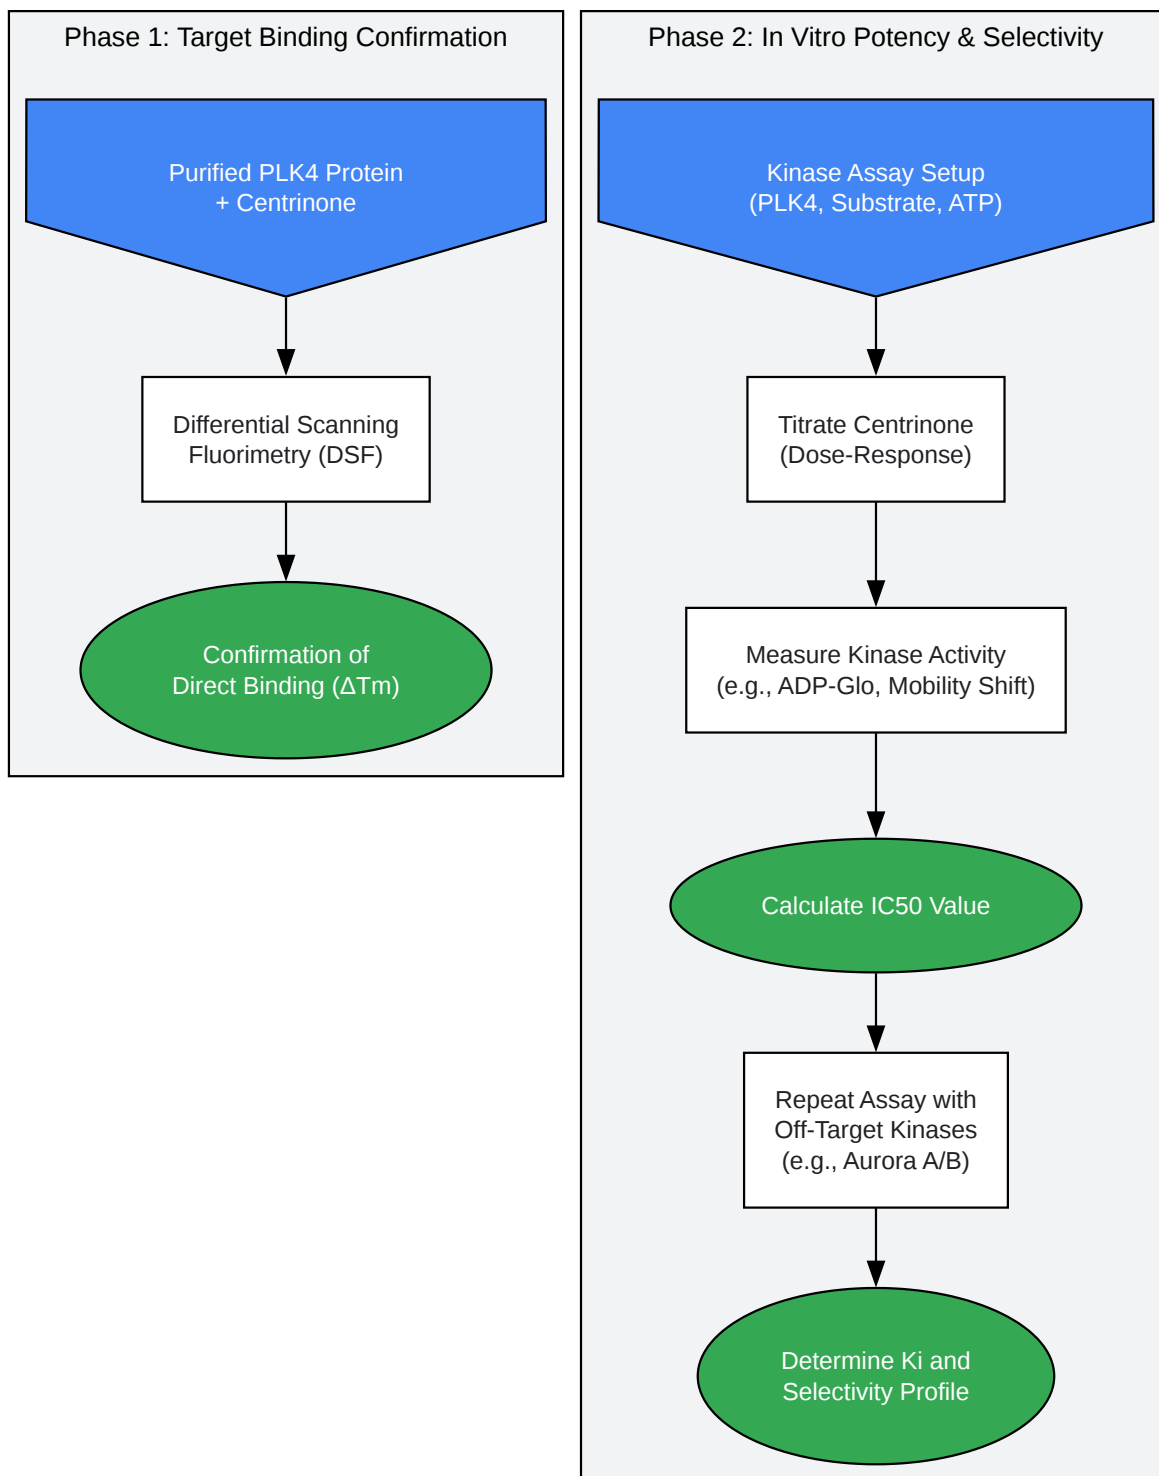 Phase 1: Target Binding Confirmation
Purified PLK4 Protein
+ Centrinone
Differential Scanning
Fluorimetry (DSF)
Confirmation of
Direct Binding (ΔTm)
Phase 2: In Vitro Potency & Selectivity
Kinase Assay Setup
(PLK4, Substrate, ATP)
Titrate Centrinone
(Dose-Response)
Measure Kinase Activity
(e.g., ADP-Glo, Mobility Shift)
Calculate IC50 Value
Repeat Assay with
Off-Target Kinases
(e.g., Aurora A/B)
Determine Ki and
Selectivity Profile